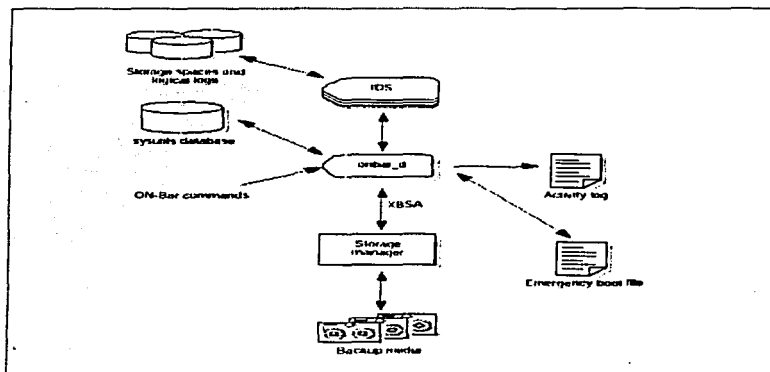 Storage spaces and
logical logs
IDS
sysutils database
onbar_d
ON-Bar commands
Activity log
XBSA
Storage
manager
Emergency boot file
Backup media